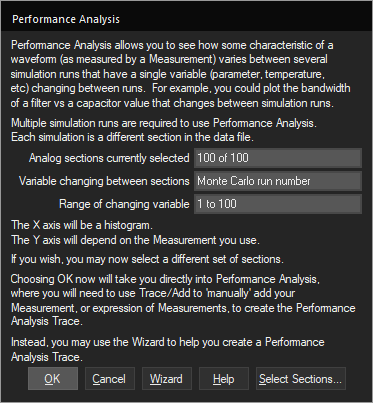 Performance Analysis
Performance Analysis allows you to see how some characteristic of a
waveform (as measured by a Measurement) varies between several
simulation runs that have a single variable (parameter, temperature,
etc) changing between runs.  For example, you could plot the bandwidth
of a filter vs a capacitor value that changes between simulation runs.
Multiple simulation runs are required to use Performance Analysis.
Each simulation is a different section in the data file.
Analog sections currently selected 100 of 100
Variable changing between sections Monte Carlo run number
Range of changing variable 1 to 100
The X axis will be a histogram.
The Y axis will depend on the Measurement you use.
If you wish, you may now select a different set of sections.
Choosing OK now will take you directly into Performance Analysis,
where you will need to use Trace/Add to 'manually' add your
Measurement, or expression of Measurements, to create the Performance
Analysis Trace.
Instead, you may use the Wizard to help you create a Performance
Analysis Trace.
OK Cancel Wizard Help Select Sections...